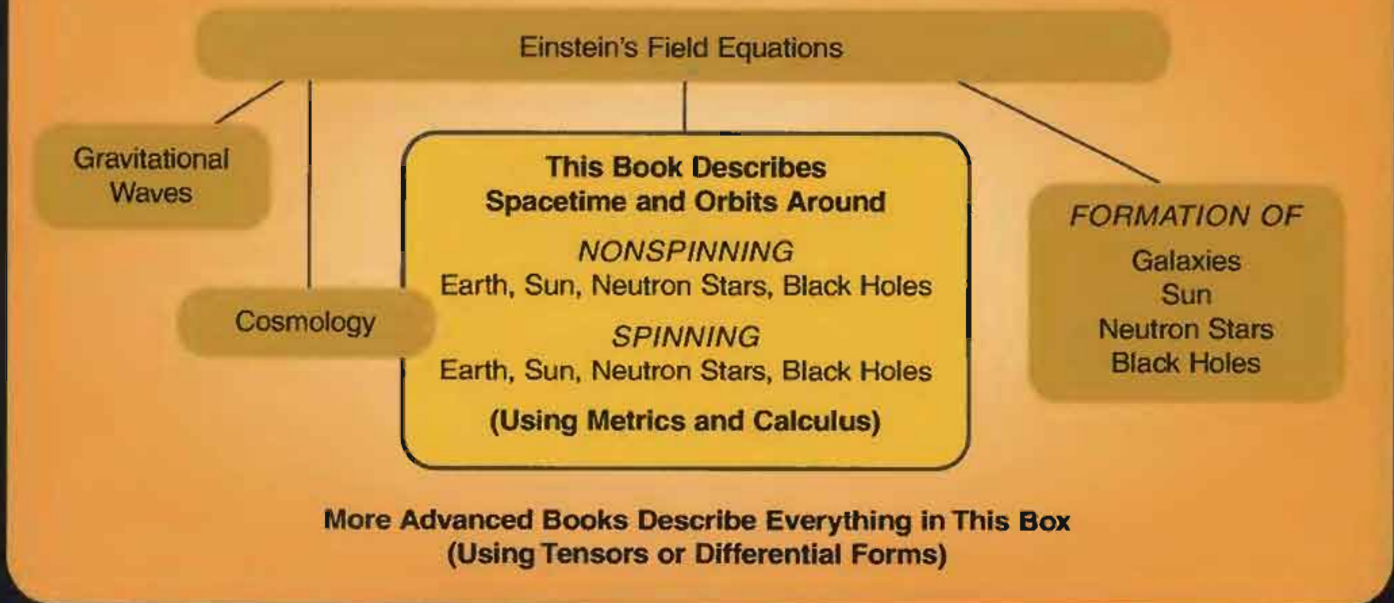 Einstein's Field Equations
Gravitational
Waves
Cosmology
This Book Describes
Spacetime and Orbits Around
NONSPINNING
Earth, Sun, Neutron Stars, Black Holes
SPINNING
Earth, Sun, Neutron Stars, Black Holes
(Using Metrics and Calculus)
FORMATION OF
Galaxies
Sun
Neutron Stars
Black Holes
More Advanced Books Describe Everything in This Box
(Using Tensors or Differential Forms)